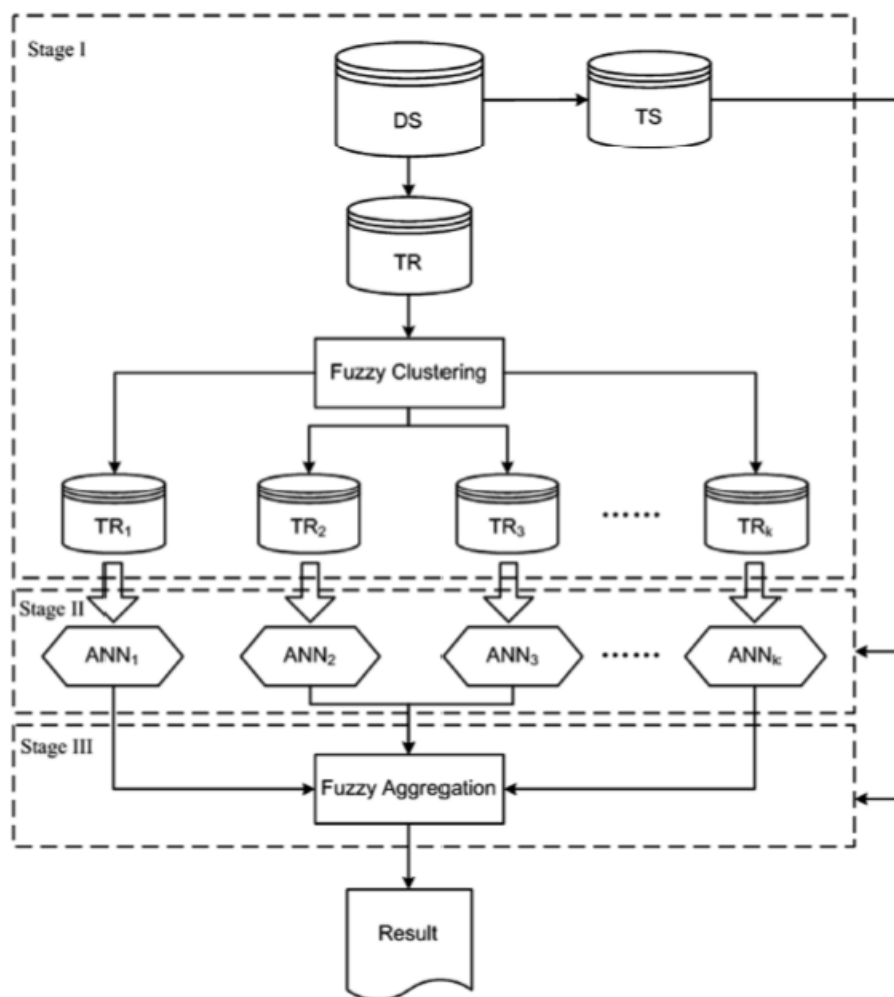 Stage I
DS
TS
TR
Fuzzy Clustering
TR₁
TR₂
TR₃
······
TRₖ
Stage II
ANN₁
ANN₂
ANN₃
······
ANNₖ
Stage III
Fuzzy Aggregation
Result